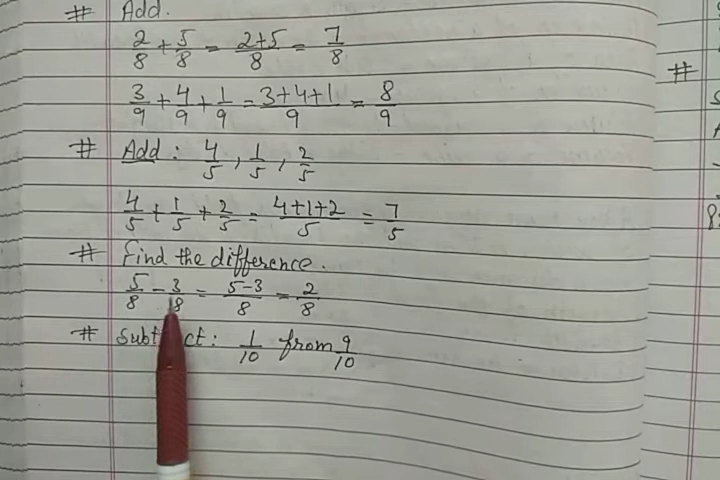 # Add.
2/8 + 5/8 = 2+5/8 = 7/8
3/9 + 4/9 + 1/9 = 3+4+1/9 = 8/9
# Add : 4/5 , 1/5 , 2/5
4/5 + 1/5 + 2/5 = 4+1+2/5 = 7/5
# Find the difference.
5/8 - 3/8 = 5-3/8 = 2/8
# Subtract: 1/10 from 9/10
#